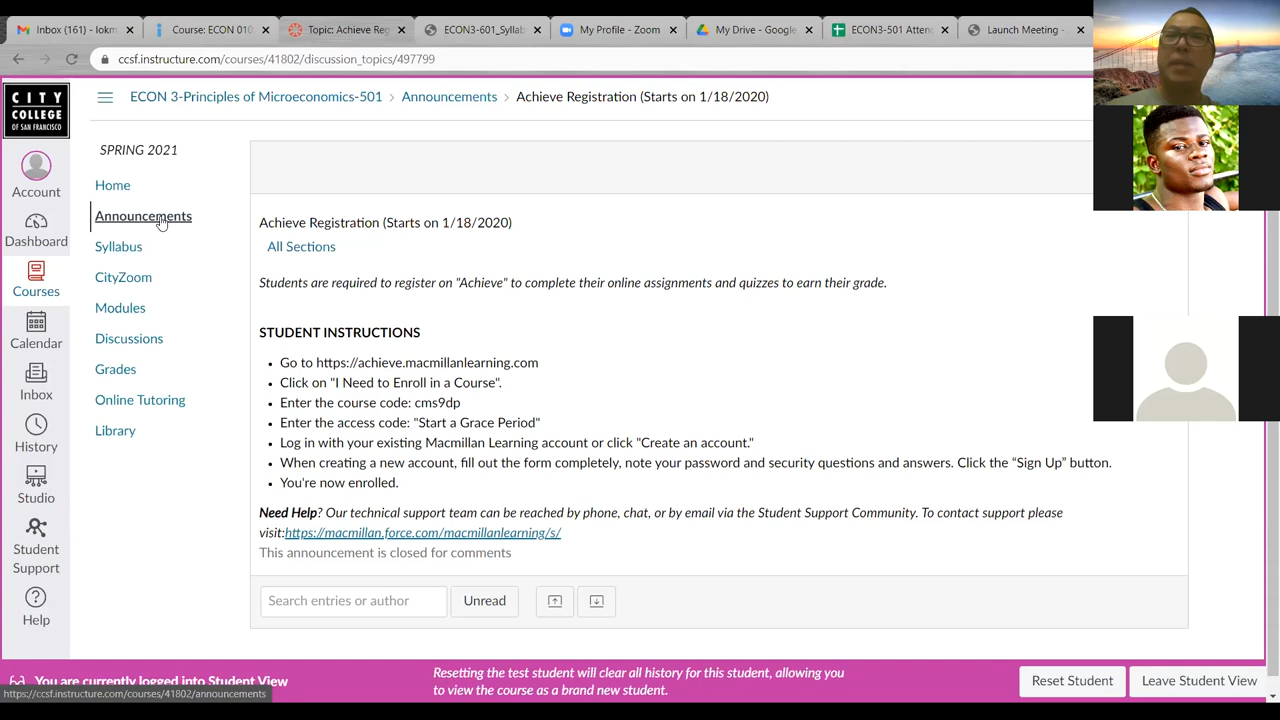 Inbox (161) - lokm
Course: ECON 010
Topic: Achieve Reg
ECON3-601_Syllab
My Profile - Zoom
My Drive - Google
ECON3-501 Atten
Launch Meeting -
ccsf.instructure.com/courses/41802/discussion_topics/497799
CITY
COLLEGE
OF SAN FRANCISCO
ECON 3-Principles of Microeconomics-501 > Announcements > Achieve Registration (Starts on 1/18/2020)
Account
Dashboard
Courses
Calendar
Inbox
History
Studio
Student
Support
Help
SPRING 2021
Home
Announcements
Syllabus
CityZoom
Modules
Discussions
Grades
Online Tutoring
Library
Achieve Registration (Starts on 1/18/2020)
All Sections
Students are required to register on "Achieve" to complete their online assignments and quizzes to earn their grade.
STUDENT INSTRUCTIONS
• Go to https://achieve.macmillanlearning.com
• Click on "I Need to Enroll in a Course".
• Enter the course code: cms9dp
• Enter the access code: "Start a Grace Period"
• Log in with your existing Macmillan Learning account or click "Create an account."
• When creating a new account, fill out the form completely, note your password and security questions and answers. Click the "Sign Up" button.
• You're now enrolled.
Need Help? Our technical support team can be reached by phone, chat, or by email via the Student Support Community. To contact support please
visit:https://macmillan.force.com/macmillanlearning/s/
This announcement is closed for comments
Search entries or author
Unread
You are currently logged into Student View
Resetting the test student will clear all history for this student, allowing you
to view the course as a brand new student.
Reset Student
Leave Student View
https://ccsf.instructure.com/courses/41802/announcements